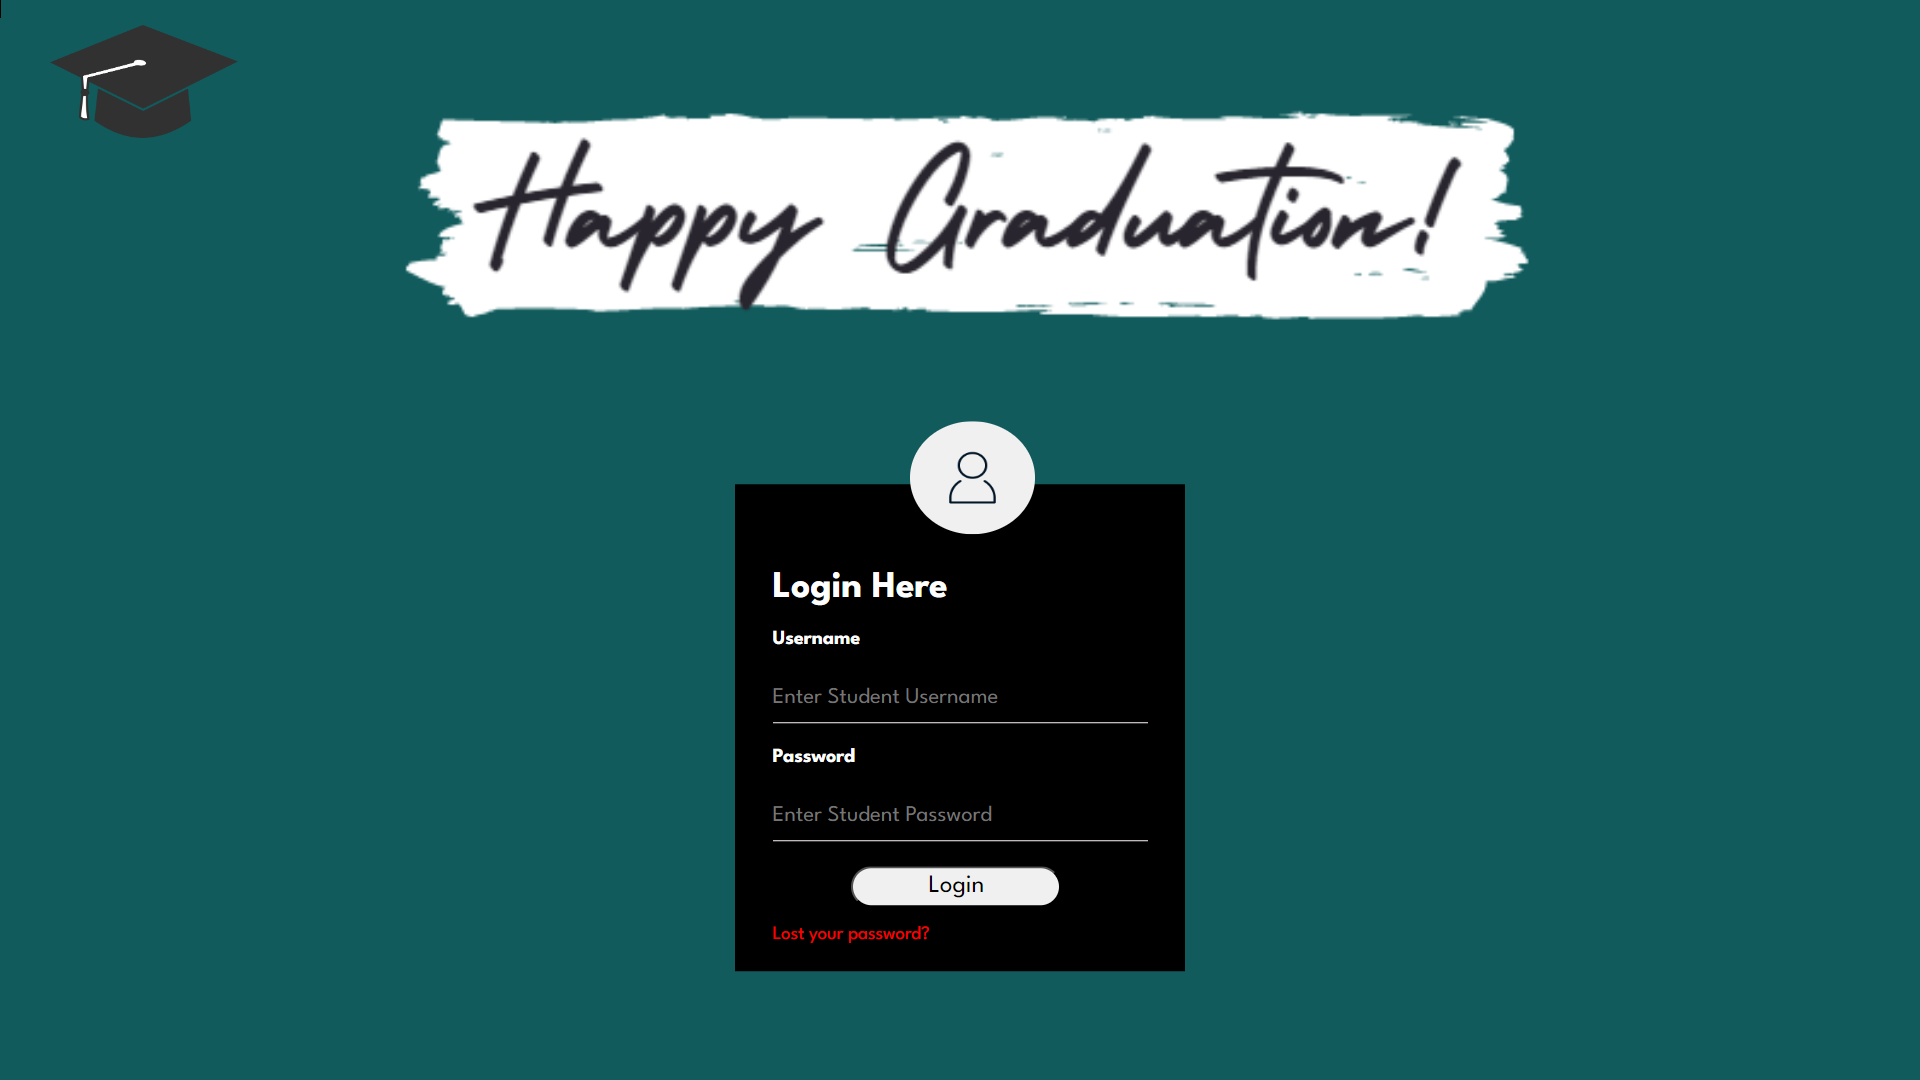 Happy Graduation!
Login Here
Username
Enter Student Username
Password
Enter Student Password
Login
Lost your password?